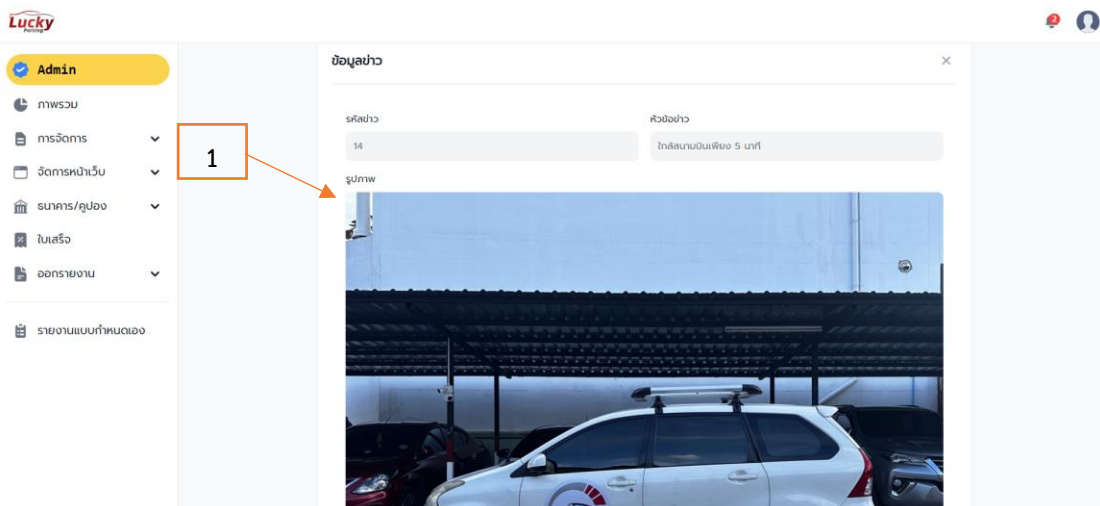 Lucky
Parking
2
Admin
ภาพรวม
การจัดการ
จัดการหน้าเว็บ
ธนาคาร/คูปอง
ใบเสร็จ
ออกรายงาน
รายงานแบบกำหนดเอง
1
ข้อมูลข่าว
รหัสข่าว
หัวข้อข่าว
14
ใกล้สนามบินเพียง 5 นาที
รูปภาพ